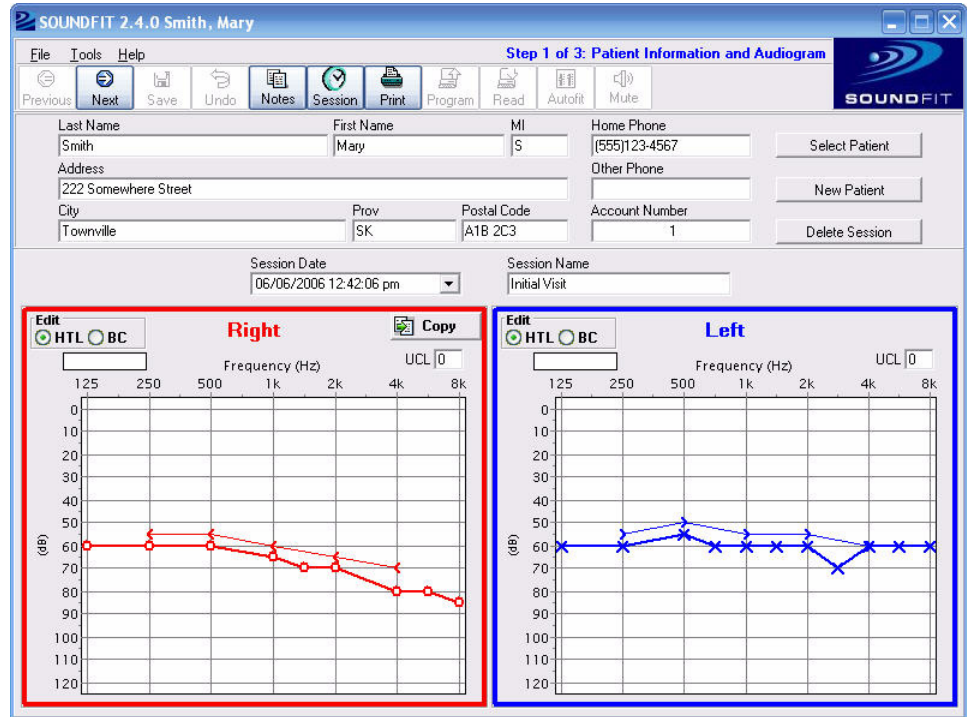 SOUNDFIT 2.4.0 Smith, Mary
File Tools Help
Step 1 of 3: Patient Information and Audiogram
Previous Next Save Undo Notes Session Print Program Read Autofit Mute
SOUNDFIT
Last Name First Name MI Home Phone
Smith Mary S (555)123-4567 Select Patient
Address Other Phone
222 Somewhere Street New Patient
City Prov Postal Code Account Number
Townville SK A1B 2C3 1 Delete Session
Session Date Session Name
06/06/2006 12:42:06 pm Initial Visit
Edit
HTL BC
Right
Copy
Frequency (Hz)
UCL 0
125 250 500 1k 2k 4k 8k
0
10
20
30
40
50
60
70
80
90
100
110
120
(dB)
Edit
HTL BC
Left
Frequency (Hz)
UCL 0
125 250 500 1k 2k 4k 8k
0
10
20
30
40
50
60
70
80
90
100
110
120
(dB)